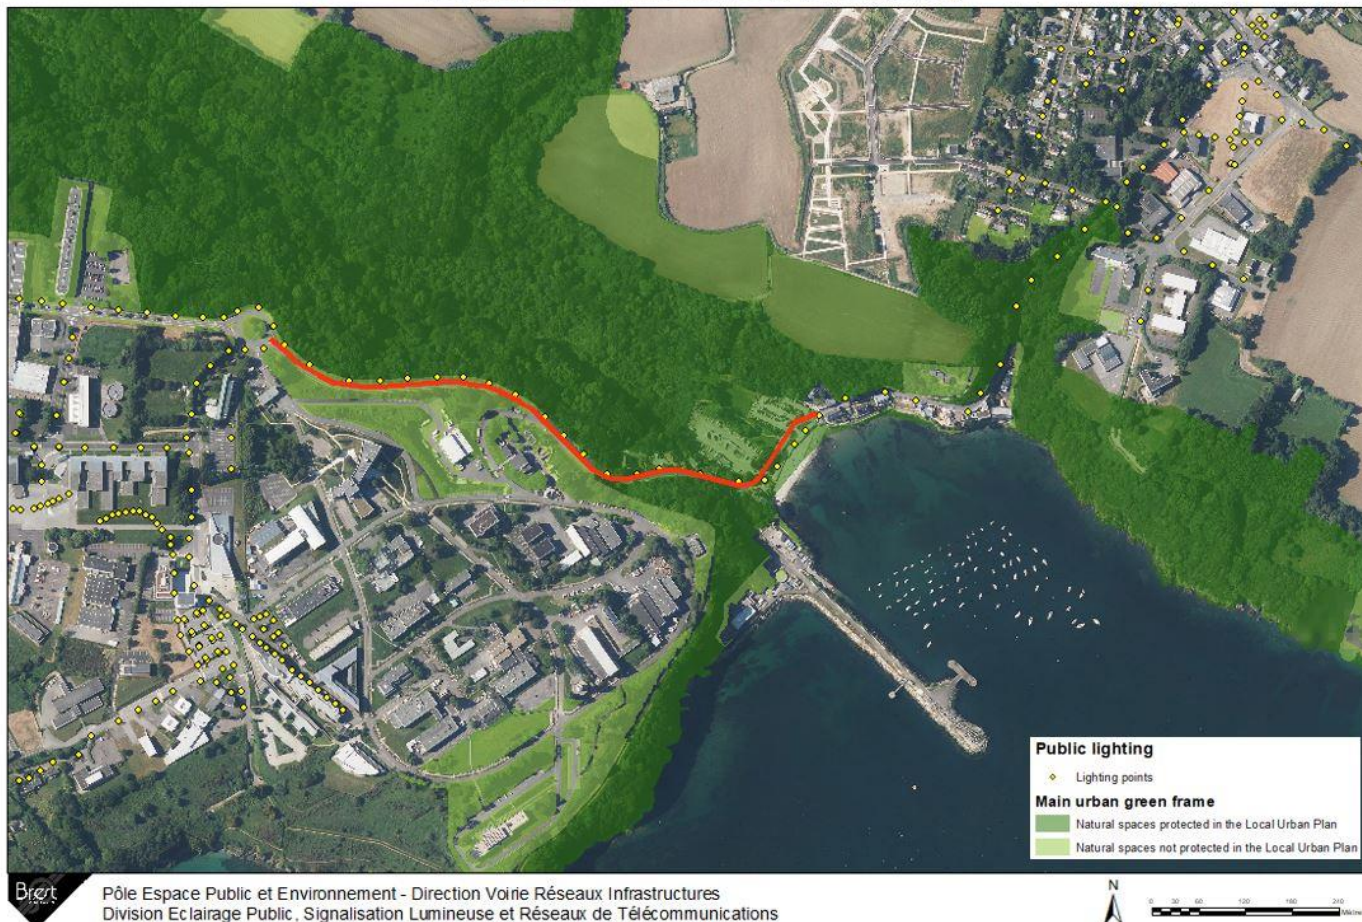 Public lighting
Lighting points
Main urban green frame
Natural spaces protected in the Local Urban Plan
Natural spaces not protected in the Local Urban Plan
Brest
Pôle Espace Public et Environnement - Direction Voirie Réseaux Infrastructures
Division Eclairage Public, Signalisation Lumineuse et Réseaux de Télécommunications
N
0 30 60 120 180 240
Mètres